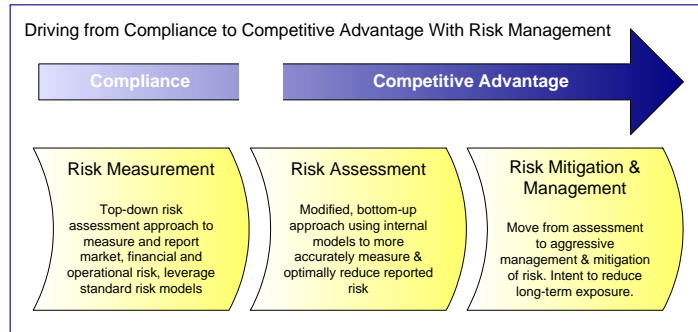 Driving from Compliance to Competitive Advantage With Risk Management
Compliance
Competitive Advantage
Risk Measurement
Top-down risk
assessment approach to
measure and report
market, financial and
operational risk, leverage
standard risk models
Risk Assessment
Modified, bottom-up
approach using internal
models to more
accurately measure &
optimally reduce reported
risk
Risk Mitigation &
Management
Move from assessment
to aggressive
management & mitigation
of risk. Intent to reduce
long-term exposure.